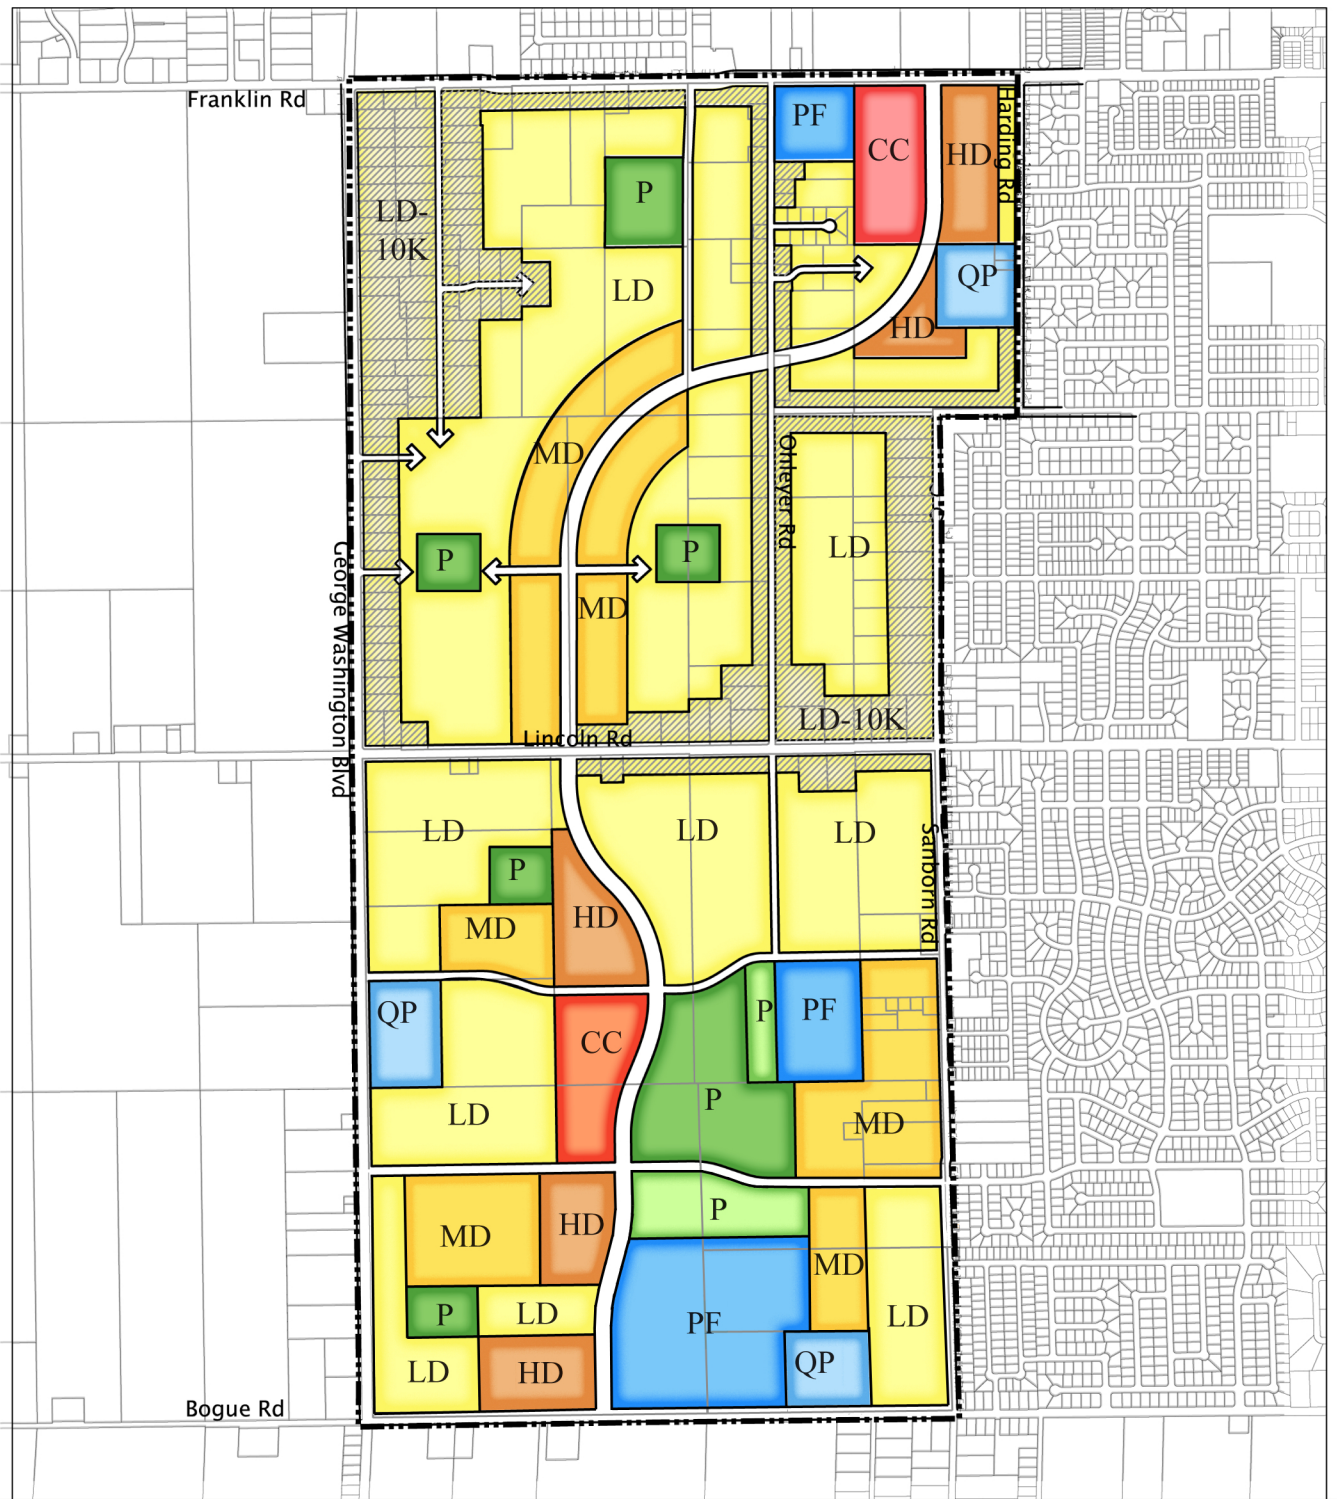 Franklin Rd
PF
CC
HD
Harding Rd
P
LD-
10K
QP
LD
HD
MD
Ohleyer Rd
LD
P
P
George Washington Blvd
MD
LD-10K
Lincoln Rd
LD
LD
LD
Sanborn Rd
P
HD
MD
QP
P
PF
CC
P
LD
MD
P
HD
MD
MD
P
LD
PF
LD
QP
LD
HD
Bogue Rd